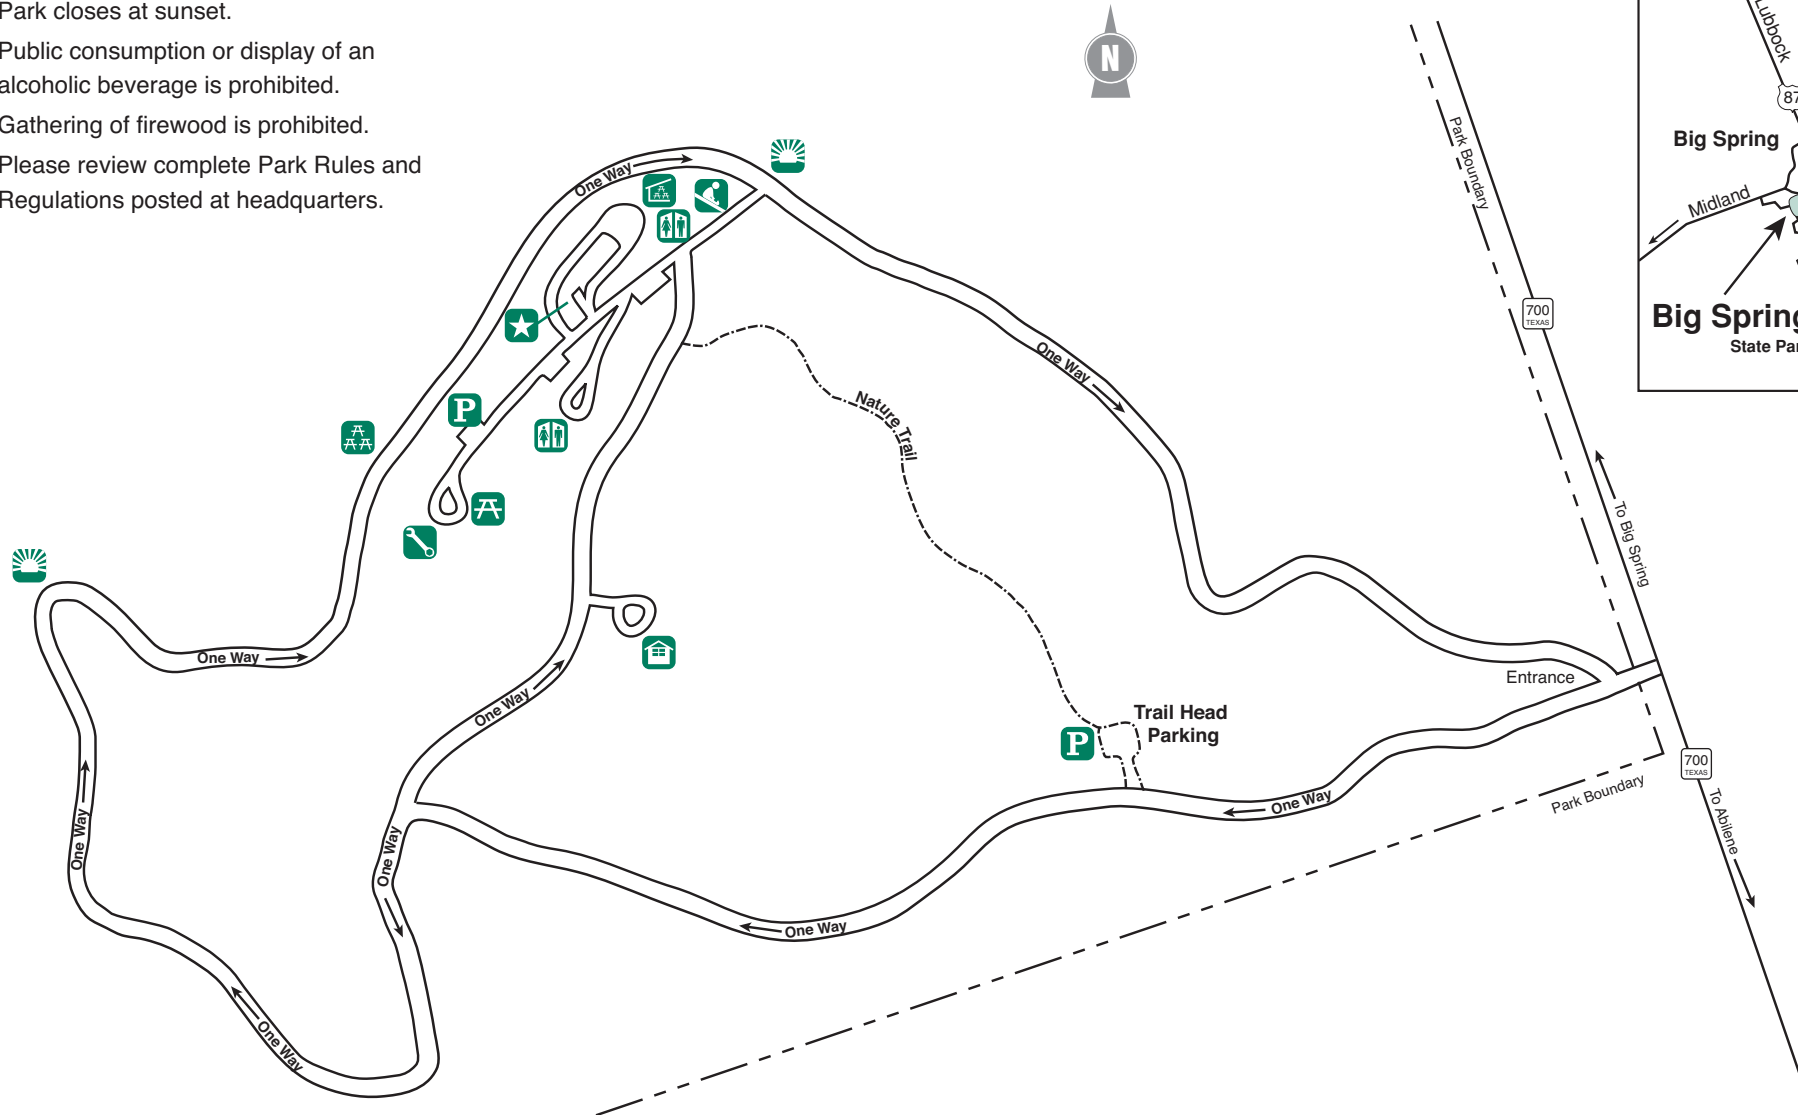 Park closes at sunset.
Public consumption or display of an
alcoholic beverage is prohibited.
Gathering of firewood is prohibited.
Please review complete Park Rules and
Regulations posted at headquarters.
N
Lubbock
87
Big Spring
Midland
Big Spring
State Par
Park Boundary
700
TEXAS
To Big Spring
One Way
One Way
Nature Trail
P
One Way
One Way
One Way
One Way
One Way
Entrance
Trail Head
Parking
P
One Way
Park Boundary
700
TEXAS
To Abilene
One Way
One Way